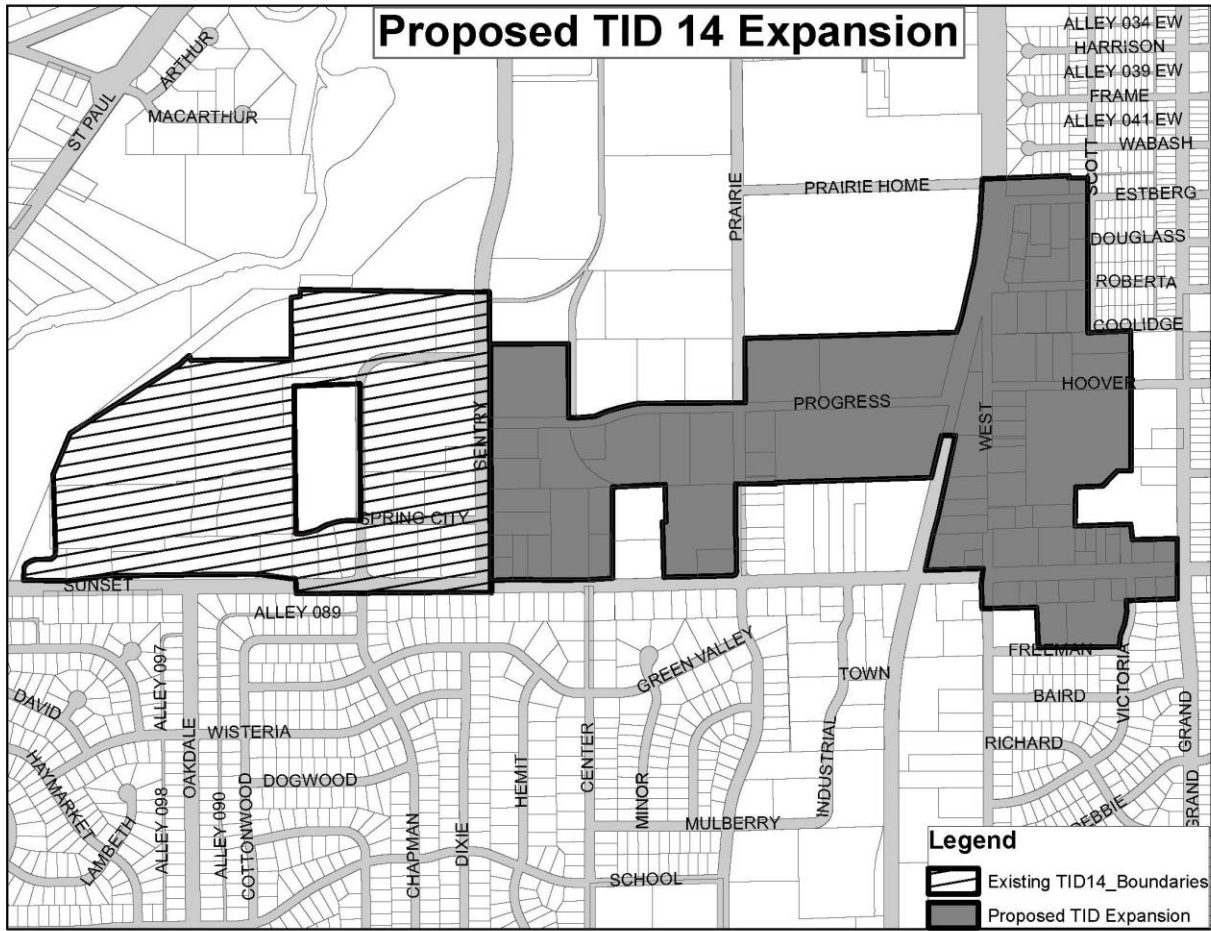 Proposed TID 14 Expansion
ALLEY 034 EW
HARRISON
ALLEY 039 EW
FRAME
ALLEY 041 EW
WABASH
SCOTT
ESTBERG
DOUGLASS
ROBERTA
COOLIDGE
HOOVER
ARTHUR
MACARTHUR
ST PAUL
PRAIRIE HOME
PRAIRIE
PROGRESS
WEST
SENTRY
SPRING CITY
SUNSET
ALLEY 089
ALLEY 097
DAVID
OAKDALE
WISTERIA
DOGWOOD
HAYMARKET
LAMBETH
ALLEY 098
ALLEY 090
COTTONWOOD
CHAPMAN
DIXIE
HEMIT
CENTER
MINOR
GREEN VALLEY
INDUSTRIAL
TOWN
MULBERRY
SCHOOL
FREEMAN
BAIRD
VICTORIA
GRAND
RICHARD
DEBBIE
GRAND
Legend
Existing TID14_Boundaries
Proposed TID Expansion